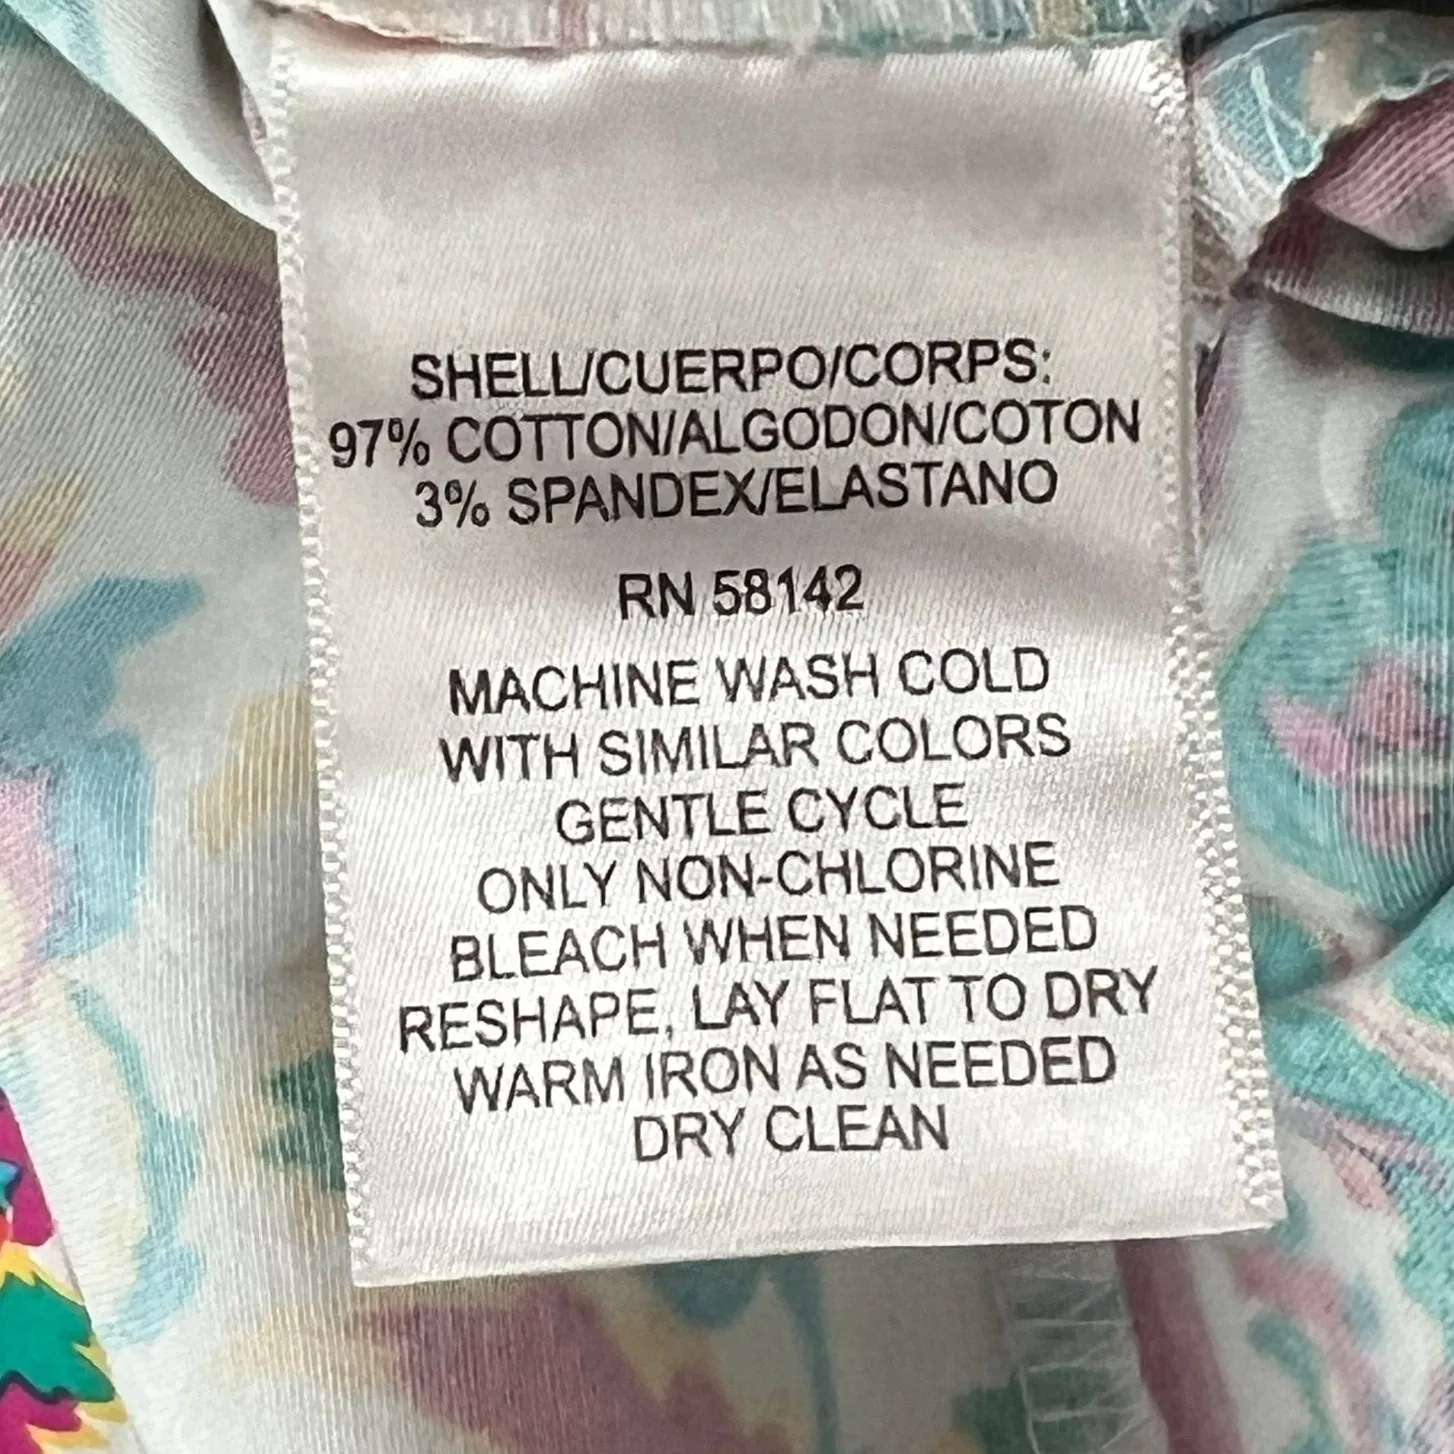 SHELL/CUERPO/CORPS:
97% COTTON/ALGODON/COTON
3% SPANDEX/ELASTANO
RN 58142
MACHINE WASH COLD
WITH SIMILAR COLORS
GENTLE CYCLE
ONLY NON-CHLORINE
BLEACH WHEN NEEDED
RESHAPE, LAY FLAT TO DRY
WARM IRON AS NEEDED
DRY CLEAN